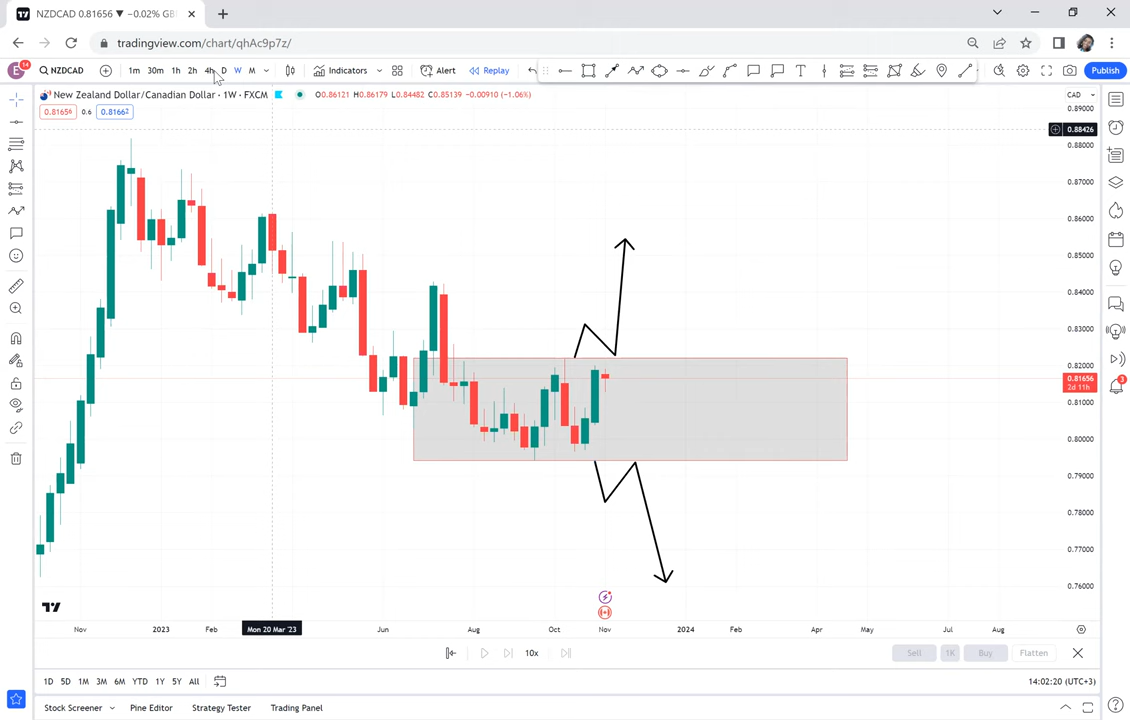 NZDCAD 0.81656 ▼ −0.02% GB
tradingview.com/chart/qhAc9p7z/
E 14 NZDCAD 1m 30m 1h 2h 4h D W M Indicators Alert Replay Publish
New Zealand Dollar/Canadian Dollar · 1W · FXCM O0.86121 H0.86179 L0.84482 C0.85139 −0.00910 (−1.06%) CAD
0.81656 0.6 0.81662
0.89000
0.88426
0.88000
0.87000
0.86000
0.85000
0.84000
0.83000
0.82000
0.81656
2d 11h
0.81000
0.80000
0.79000
0.78000
0.77000
0.76000
3
Nov 2023 Feb Mon 20 Mar '23 Jun Aug Oct Nov 2024 Feb Apr May Jul Aug
10x Sell 1K Buy Flatten
1D 5D 1M 3M 6M YTD 1Y 5Y All 14:02:20 (UTC+3)
Stock Screener Pine Editor Strategy Tester Trading Panel